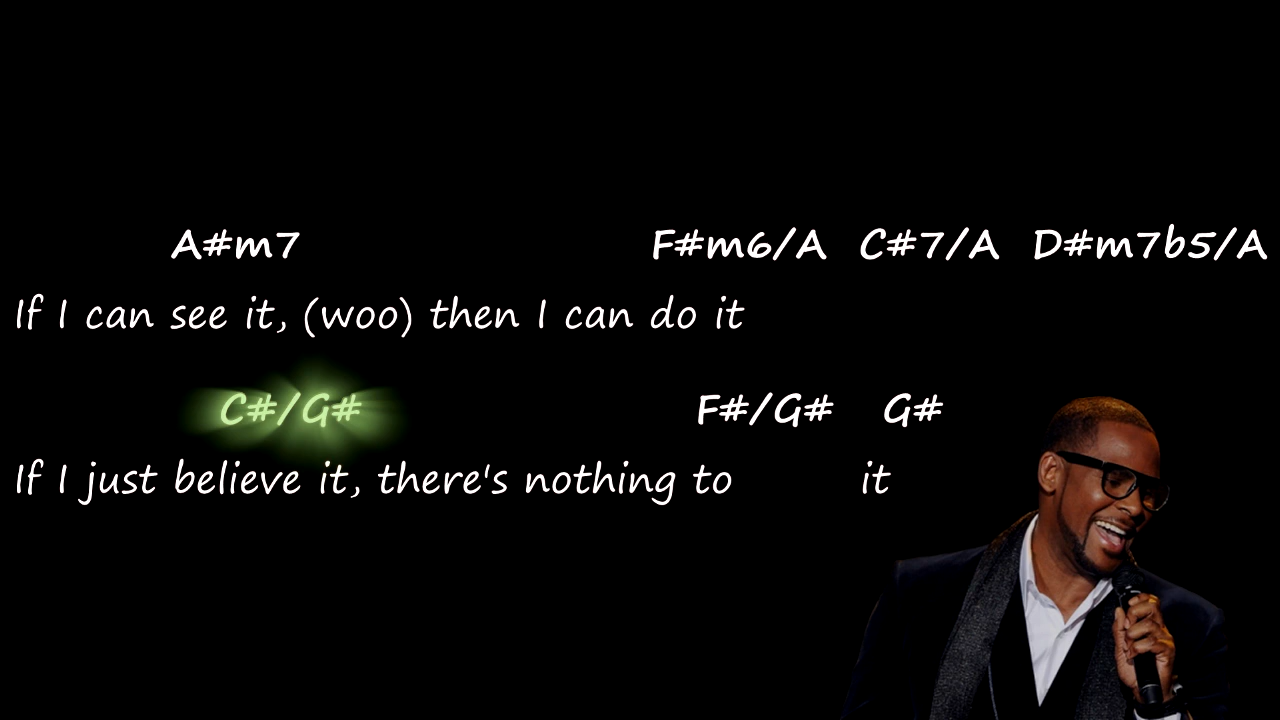 A#m7 F#m6/A C#7/A D#m7b5/A
If I can see it, (woo) then I can do it
C#/G# F#/G# G#
If I just believe it, there's nothing to it